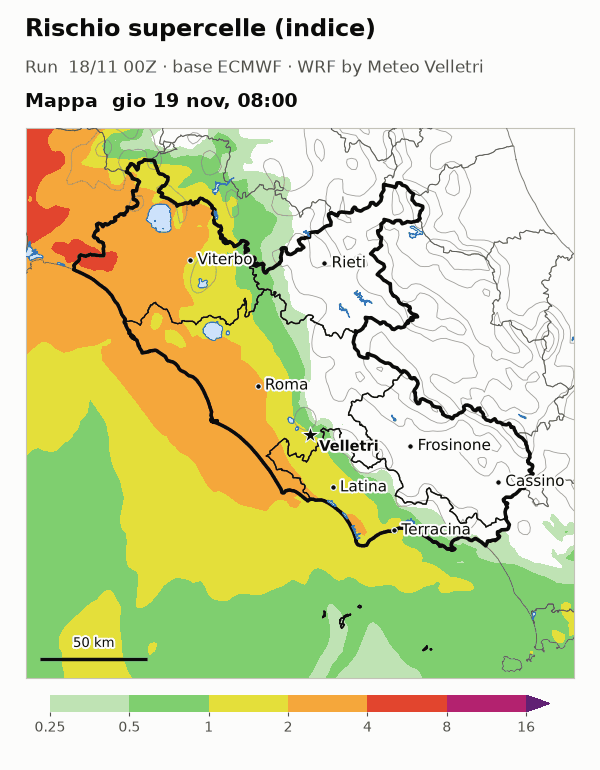 Rischio supercelle (indice)
Run  18/11 00Z · base ECMWF · WRF by Meteo Velletri
Mappa  gio 19 nov, 08:00
Viterbo
Rieti
Roma
Velletri
Frosinone
Cassino
Latina
Terracina
50 km
0.25 0.5 1 2 4 8 16